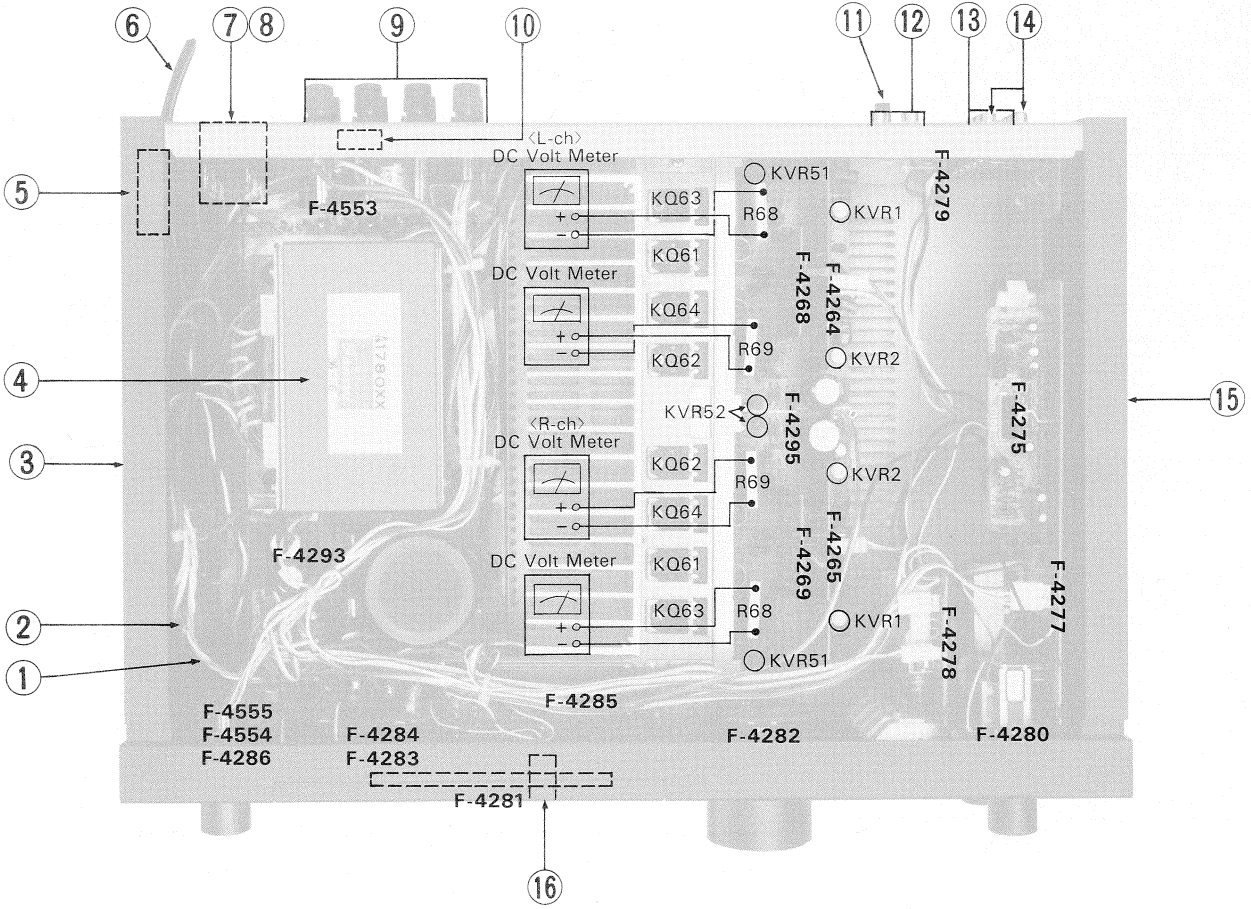 6
7
8
9
10
11
12
13
14
<L-ch>
DC Volt Meter
KVR51
KQ63
R68
+
−
KVR1
F-4279
5
F-4553
KQ61
DC Volt Meter
F-4268
F-4264
KQ64
+
−
R69
KQ62
KVR2
4
KVR52
F-4295
F-4275
15
<R-ch>
DC Volt Meter
3
KQ62
R69
KVR2
+
−
KQ64
F-4293
DC Volt Meter
KQ61
F-4269
F-4265
F-4277
KQ63
R68
+
−
KVR1
F-4278
2
KVR51
1
F-4285
F-4555
F-4554
F-4286
F-4284
F-4283
F-4282
F-4280
F-4281
16